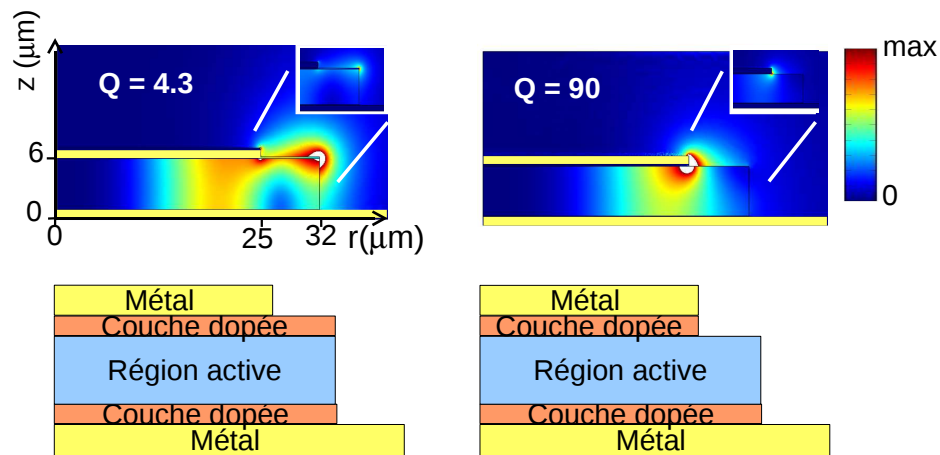 z (μm)
Q = 4.3
6
0
0
25
32
r(μm)
Q = 90
max
0
Métal
Couche dopée
Région active
Couche dopée
Métal
Métal
Couche dopée
Région active
Couche dopée
Métal